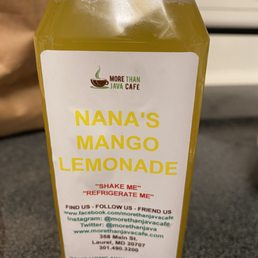 MORE THAN
JAVA CAFE
NANA'S
MANGO
LEMONADE
"SHAKE ME"
"REFRIGERATE ME"
FIND US - FOLLOW US - FRIEND US
www.facebook.com/morethanjavacafe
Instagram: @morethanjavacafe
Twitter: @morethanjava
www.morethanjavacafe.com
358 Main St.
Laurel, MD 20707
301.490.3200